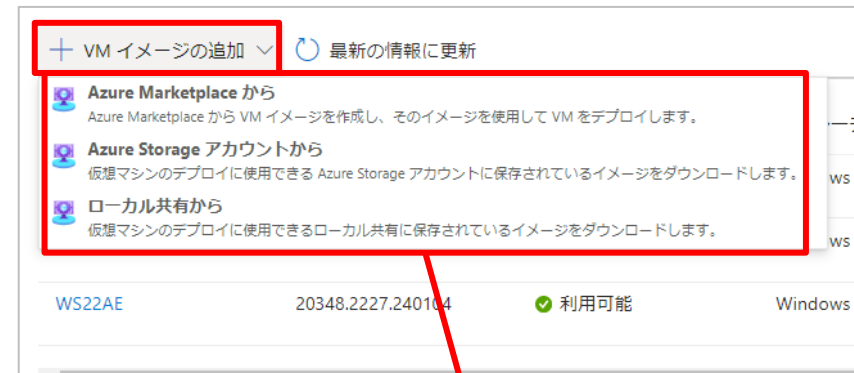 VM イメージの追加 最新の情報に更新
Azure Marketplace から
Azure Marketplace から VM イメージを作成し、そのイメージを使用して VM をデプロイします。
Azure Storage アカウントから
仮想マシンのデプロイに使用できる Azure Storage アカウントに保存されているイメージをダウンロードします。
ws
ローカル共有から
仮想マシンのデプロイに使用できるローカル共有に保存されているイメージをダウンロードします。
ws
WS22AE 20348.2227.240104 利用可能 Windows